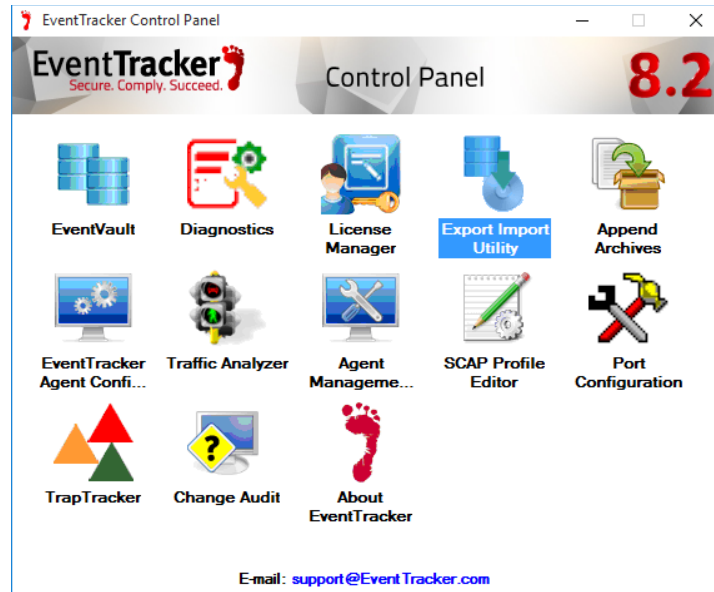 EventTracker Control Panel
EventTracker
Secure. Comply. Succeed.
Control Panel
8.2
EventVault
Diagnostics
License
Manager
Export Import
Utility
Append
Archives
EventTracker
Agent Confi...
Traffic Analyzer
Agent
Manageme...
SCAP Profile
Editor
Port
Configuration
TrapTracker
?
Change Audit
About
EventTracker
E-mail: support@EventTracker.com